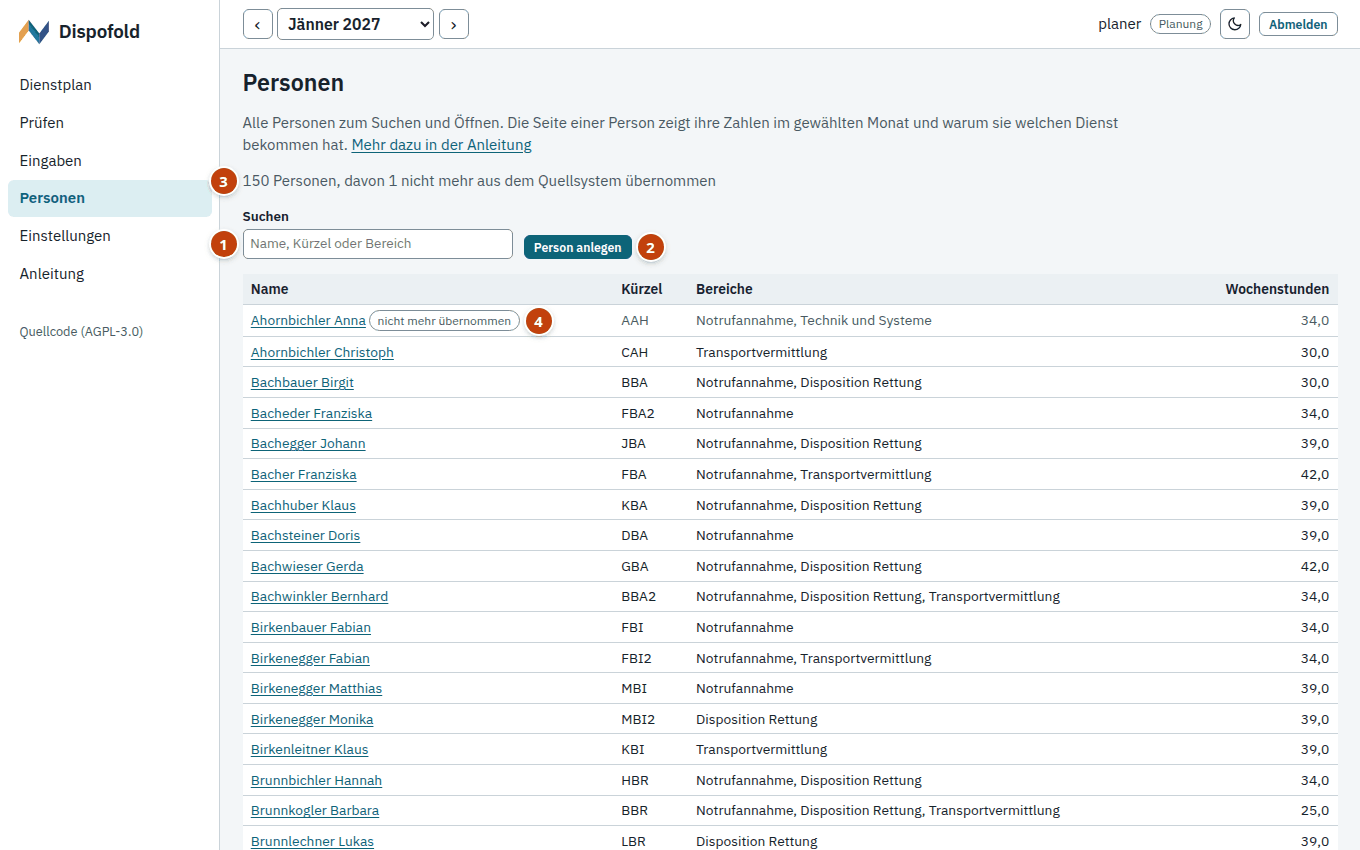 Dispofold
Dienstplan
Prüfen
Eingaben
Personen
Einstellungen
Anleitung
Quellcode (AGPL-3.0)
‹ Jänner 2027 ›
planer Planung Abmelden
Personen
Alle Personen zum Suchen und Öffnen. Die Seite einer Person zeigt ihre Zahlen im gewählten Monat und warum sie welchen Dienst
bekommen hat. Mehr dazu in der Anleitung
3 150 Personen, davon 1 nicht mehr aus dem Quellsystem übernommen
Suchen
1 Name, Kürzel oder Bereich Person anlegen 2
Name Kürzel Bereiche Wochenstunden
Ahornbichler Anna nicht mehr übernommen 4 AAH Notrufannahme, Technik und Systeme 34,0
Ahornbichler Christoph CAH Transportvermittlung 30,0
Bachbauer Birgit BBA Notrufannahme, Disposition Rettung 30,0
Bacheder Franziska FBA2 Notrufannahme 34,0
Bachegger Johann JBA Notrufannahme, Disposition Rettung 39,0
Bacher Franziska FBA Notrufannahme, Transportvermittlung 42,0
Bachhuber Klaus KBA Notrufannahme, Disposition Rettung 39,0
Bachsteiner Doris DBA Notrufannahme 39,0
Bachwieser Gerda GBA Notrufannahme, Disposition Rettung 42,0
Bachwinkler Bernhard BBA2 Notrufannahme, Disposition Rettung, Transportvermittlung 34,0
Birkenbauer Fabian FBI Notrufannahme 34,0
Birkenegger Fabian FBI2 Notrufannahme, Transportvermittlung 34,0
Birkenegger Matthias MBI Notrufannahme 39,0
Birkenegger Monika MBI2 Disposition Rettung 39,0
Birkenleitner Klaus KBI Transportvermittlung 39,0
Brunnbichler Hannah HBR Notrufannahme, Disposition Rettung 34,0
Brunnkogler Barbara BBR Notrufannahme, Disposition Rettung, Transportvermittlung 25,0
Brunnlechner Lukas LBR Disposition Rettung 39,0